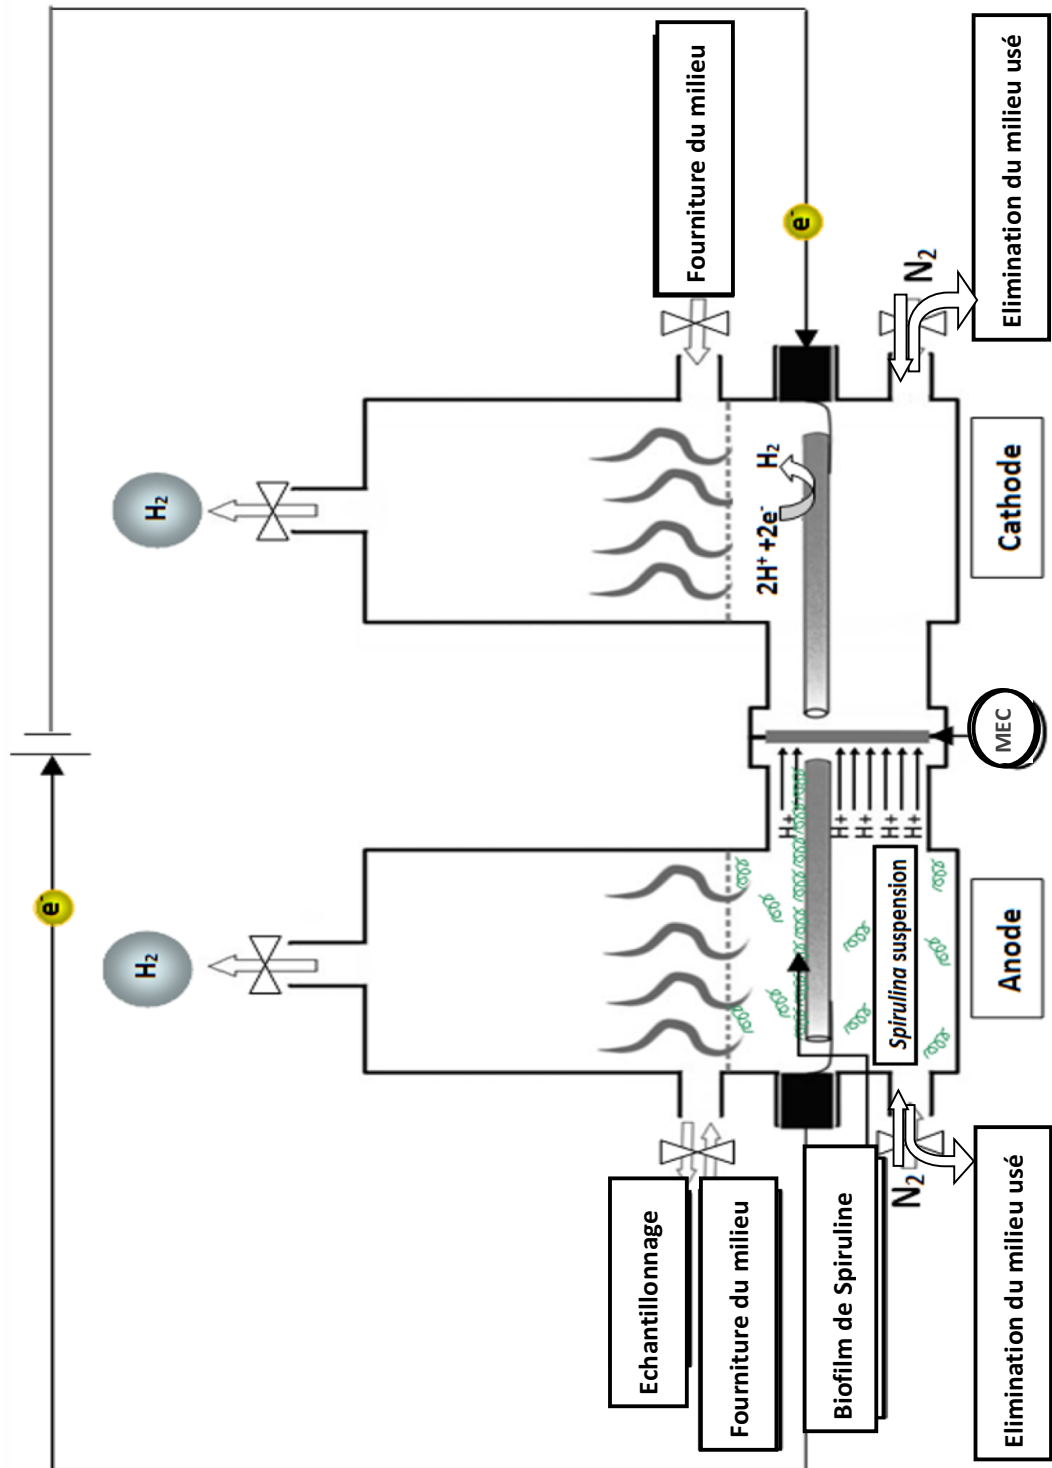 e-
H₂
H₂
Echantillonnage
Fourniture du milieu
Biofilm de Spiruline
N₂
Elimination du milieu usé
Spirulina suspension
H+
H+
H+
H+
H+
Anode
MEC
2H⁺ +2e⁻
H₂
Cathode
Fourniture du milieu
e-
N₂
Elimination du milieu usé